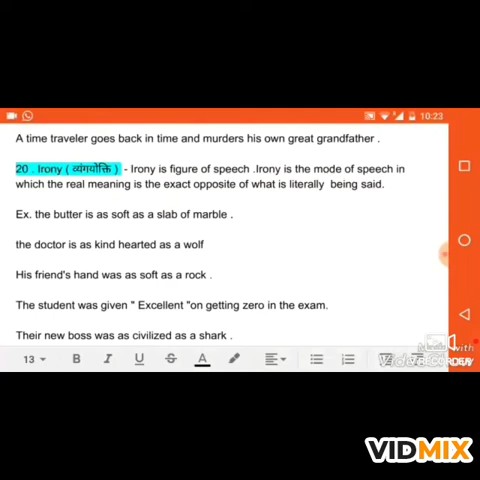 10:23
A time traveler goes back in time and murders his own great grandfather .
20 . Irony ( व्यंगयोक्ति ) - Irony is figure of speech .Irony is the mode of speech in
which the real meaning is the exact opposite of what is literally being said.
Ex. the butter is as soft as a slab of marble .
the doctor is as kind hearted as a wolf
His friend's hand was as soft as a rock .
The student was given " Excellent "on getting zero in the exam.
Their new boss was as civilized as a shark .
13 B I U S A
VIDMIX